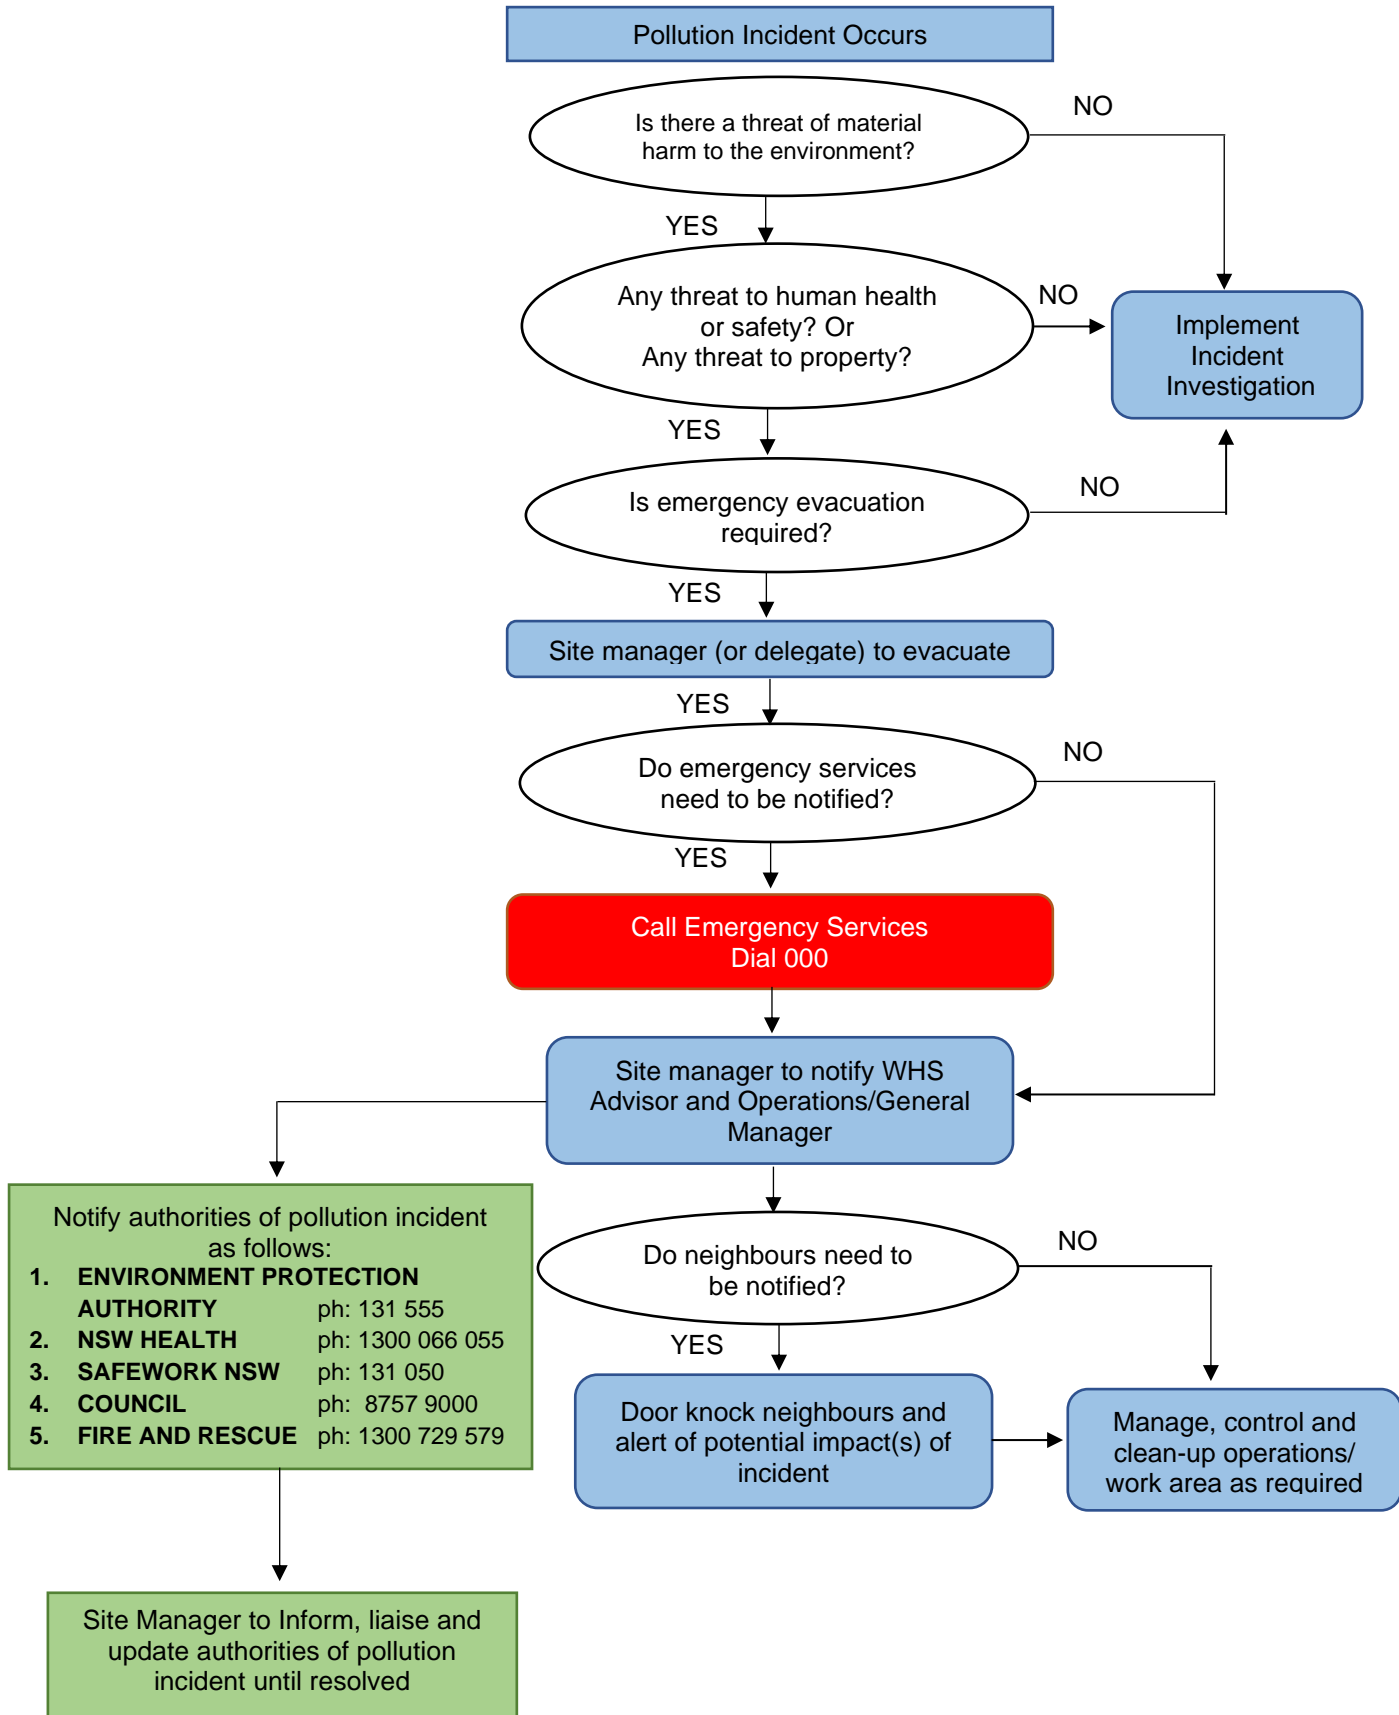 Pollution Incident Occurs
Is there a threat of material
harm to the environment?
NO
YES
Any threat to human health
or safety? Or
Any threat to property?
NO
Implement
Incident
Investigation
YES
Is emergency evacuation
required?
NO
YES
Site manager (or delegate) to evacuate
YES
Do emergency services
need to be notified?
NO
YES
Call Emergency Services
Dial 000
Site manager to notify WHS
Advisor and Operations/General
Manager
Notify authorities of pollution incident
as follows:
1. ENVIRONMENT PROTECTION
AUTHORITY ph: 131 555
2. NSW HEALTH ph: 1300 066 055
3. SAFEWORK NSW ph: 131 050
4. COUNCIL ph: 8757 9000
5. FIRE AND RESCUE ph: 1300 729 579
Do neighbours need to
be notified?
NO
YES
Door knock neighbours and
alert of potential impact(s) of
incident
Manage, control and
clean-up operations/
work area as required
Site Manager to Inform, liaise and
update authorities of pollution
incident until resolved